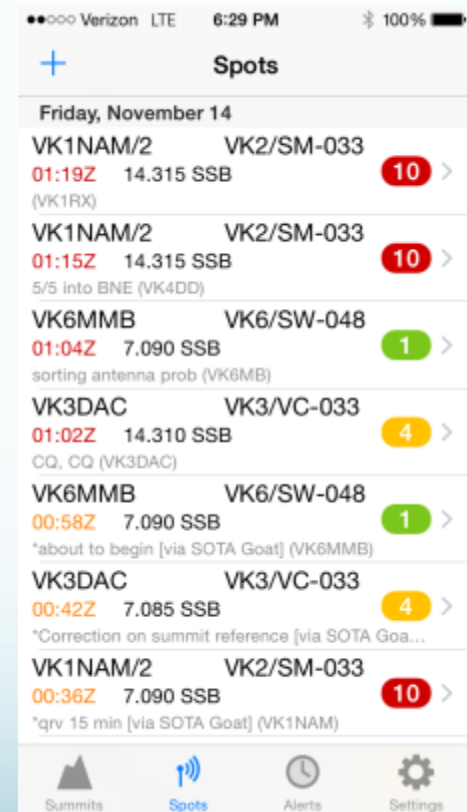 Verizon LTE 6:29 PM 100%
+ Spots
Friday, November 14
VK1NAM/2 VK2/SM-033
01:19Z 14.315 SSB 10
(VK1RX)
VK1NAM/2 VK2/SM-033
01:15Z 14.315 SSB 10
5/5 into BNE (VK4DD)
VK6MMB VK6/SW-048
01:04Z 7.090 SSB 1
sorting antenna prob (VK6MB)
VK3DAC VK3/VC-033
01:02Z 14.310 SSB 4
CQ, CQ (VK3DAC)
VK6MMB VK6/SW-048
00:58Z 7.090 SSB 1
*about to begin [via SOTA Goat] (VK6MMB)
VK3DAC VK3/VC-033
00:42Z 7.085 SSB 4
*Correction on summit reference [via SOTA Goa...
VK1NAM/2 VK2/SM-033
00:36Z 7.090 SSB 10
*qrv 15 min [via SOTA Goat] (VK1NAM)
Summits Spots Alerts Settings